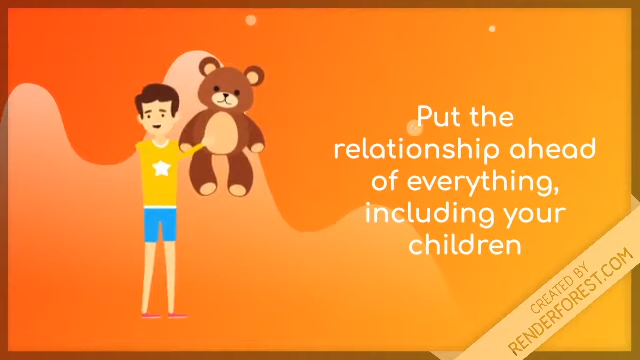 Put the
relationship ahead
of everything,
including your
children
CREATED BY
RENDERFOREST.COM